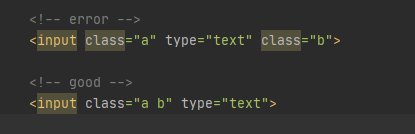 <!-- error -->
<input class="a" type="text" class="b">
<!-- good -->
<input class="a b" type="text">